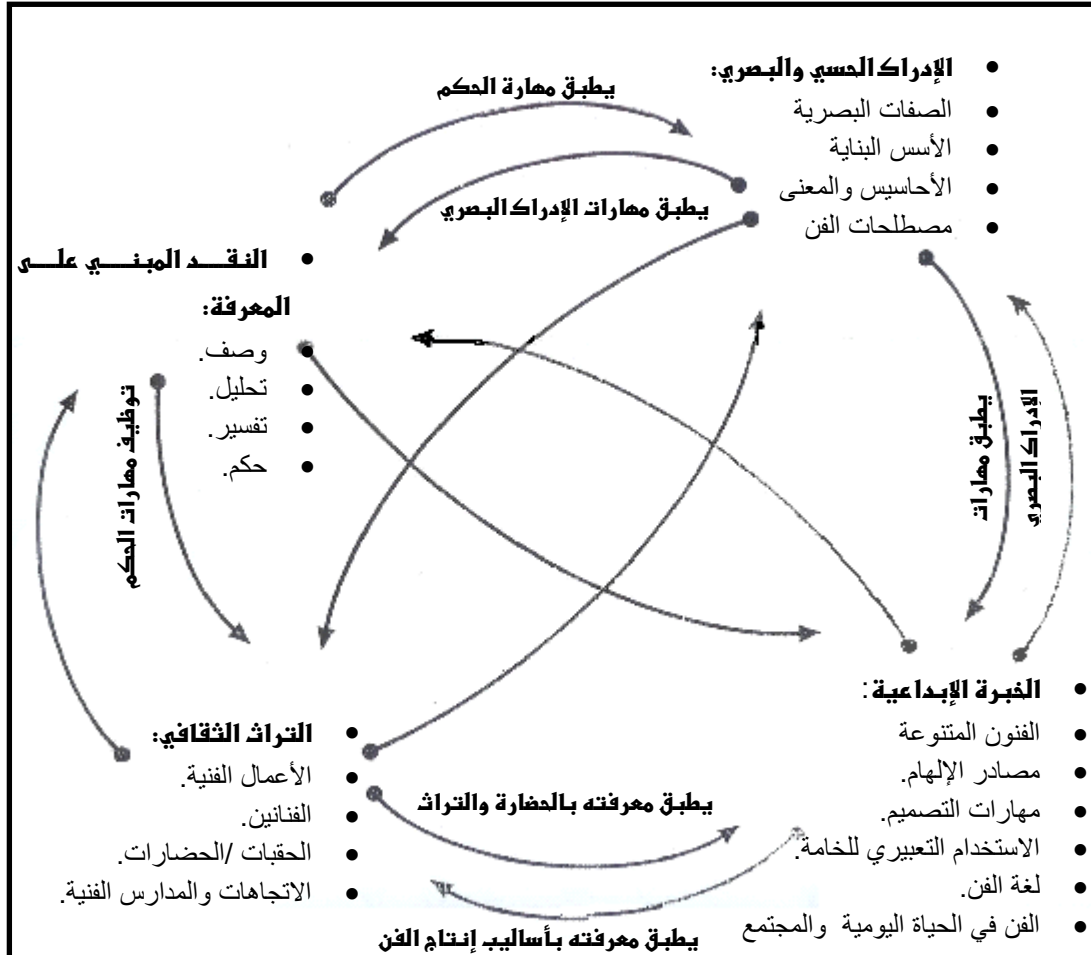 الإدراك الحسي والبصري:
الصفات البصرية
الأسس البناية
الأحاسيس والمعنى
مصطلحات الفن
يطبق مهارة الحكم
يطبق مهارات الإدراك البصري
النقد المبني على
المعرفة:
وصف.
تحليل.
تفسير.
حكم.
توظيف مهارات الحكم
يطبق مهارات
الإدراك البصري
الخبرة الإبداعية:
الفنون المتنوعة
مصادر الإلهام.
مهارات التصميم.
الاستخدام التعبيري للخامة.
لغة الفن.
الفن في الحياة اليومية والمجتمع
التراث الثقافي:
الأعمال الفنية.
الفنانين.
الحقبات /الحضارات.
الاتجاهات والمدارس الفنية.
يطبق معرفته بالحضارة والتراث
يطبق معرفته بأساليب إنتاج الفن